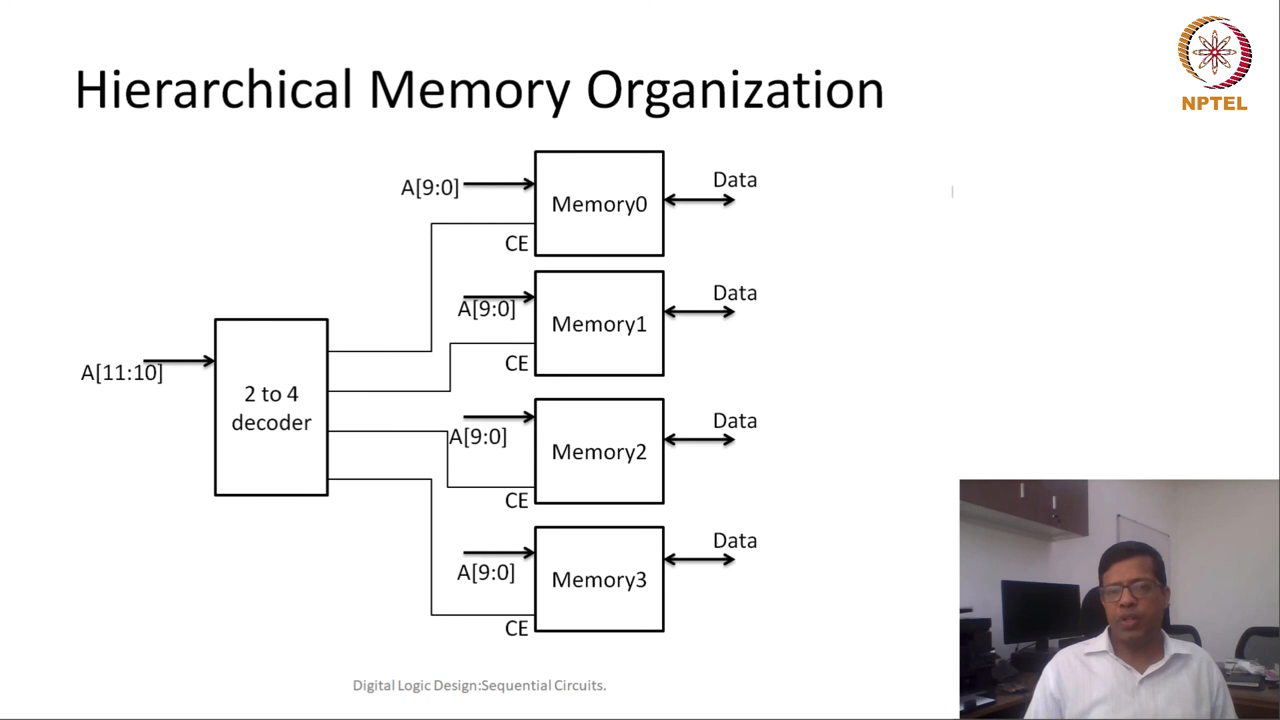 NPTEL
Hierarchical Memory Organization
A[9:0]
Memory0
Data
CE
A[9:0]
Memory1
Data
CE
A[11:10]
2 to 4
decoder
A[9:0]
Memory2
Data
CE
A[9:0]
Memory3
Data
CE
Digital Logic Design:Sequential Circuits.